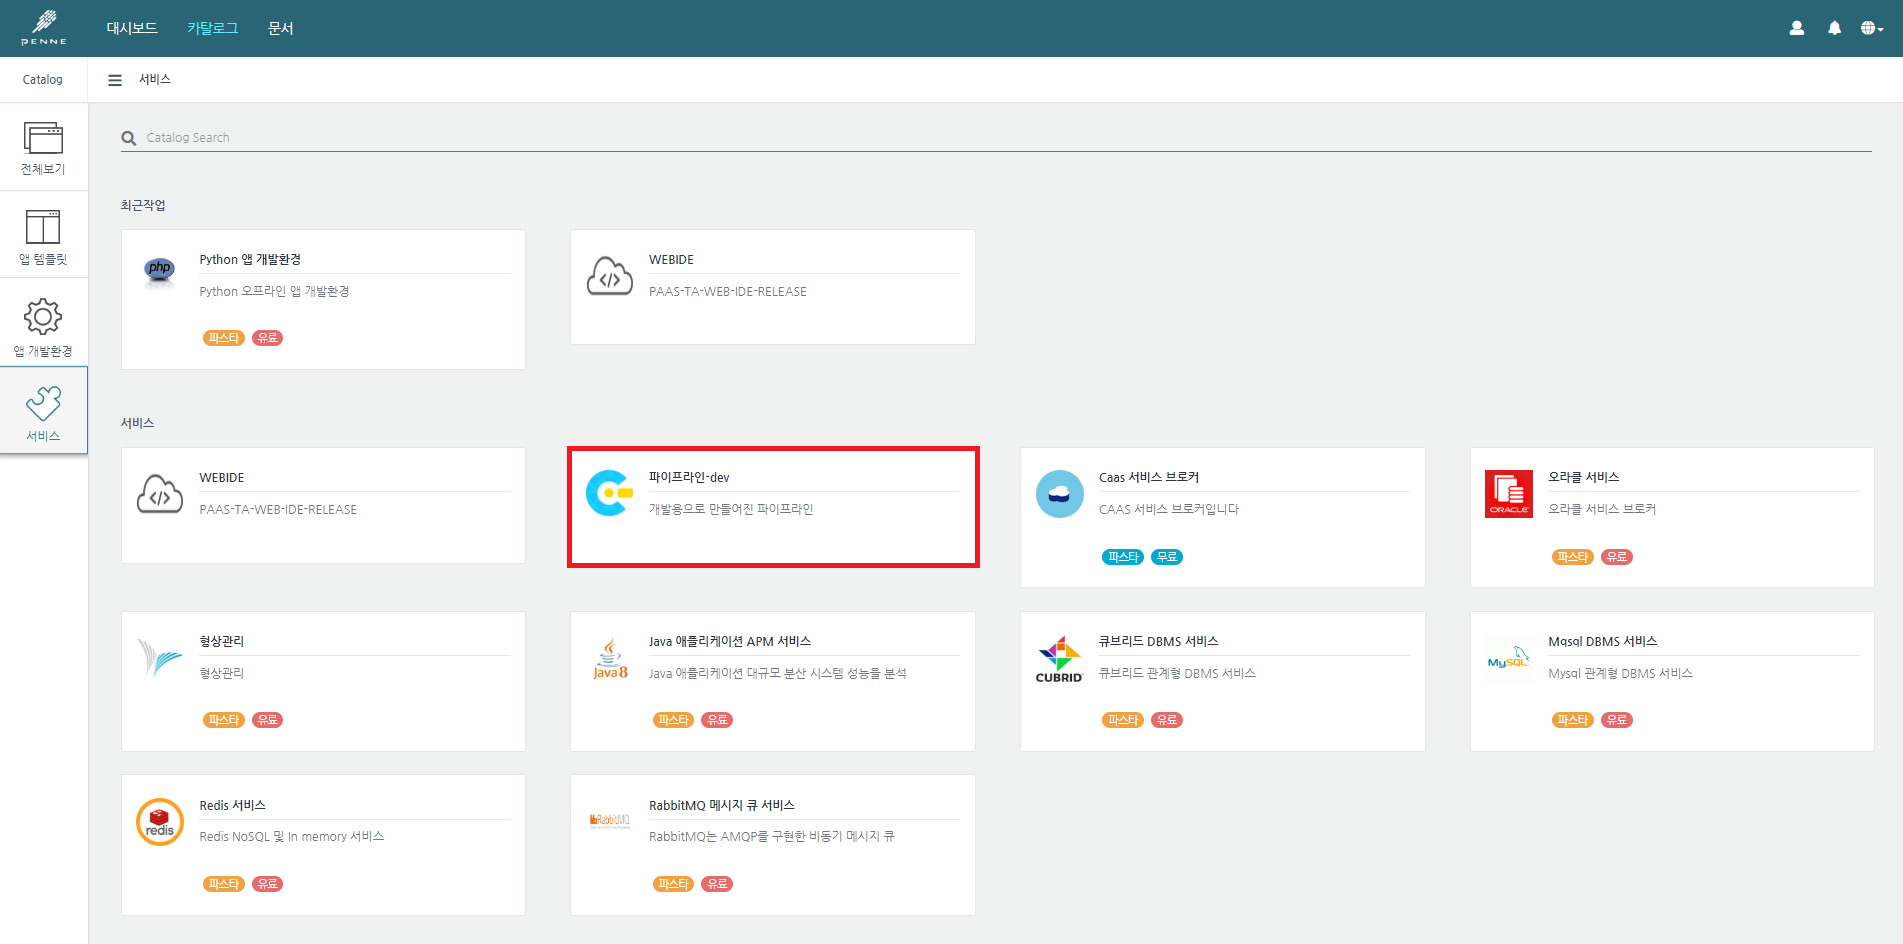 PENNE
대시보드 카탈로그 문서
Catalog
서비스
전체보기
앱 템플릿
앱 개발환경
서비스
Catalog Search
최근작업
php
Python 앱 개발환경
Python 오프라인 앱 개발환경
파스타 유료
WEBIDE
PAAS-TA-WEB-IDE-RELEASE
서비스
WEBIDE
PAAS-TA-WEB-IDE-RELEASE
파이프라인-dev
개발용으로 만들어진 파이프라인
Caas 서비스 브로커
CAAS 서비스 브로커입니다
파스타 무료
ORACLE
오라클 서비스
오라클 서비스 브로커
파스타 유료
형상관리
형상관리
파스타 유료
Java8
Java 애플리케이션 APM 서비스
Java 애플리케이션 대규모 분산 시스템 성능을 분석
파스타 유료
CUBRID
큐브리드 DBMS 서비스
큐브리드 관계형 DBMS 서비스
파스타 유료
MySQL
Mqsql DBMS 서비스
Mysql 관계형 DBMS 서비스
파스타 유료
redis
Redis 서비스
Redis NoSQL 및 In memory 서비스
파스타 유료
RabbitMQ
RabbitMQ 메시지 큐 서비스
RabbitMQ는 AMQP를 구현한 비동기 메시지 큐
파스타 유료